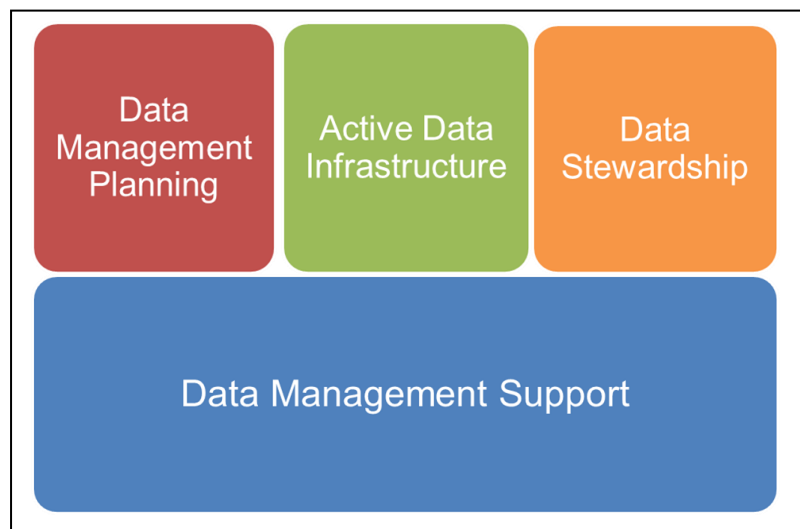 Data
Management
Planning
Active Data
Infrastructure
Data
Stewardship
Data Management Support